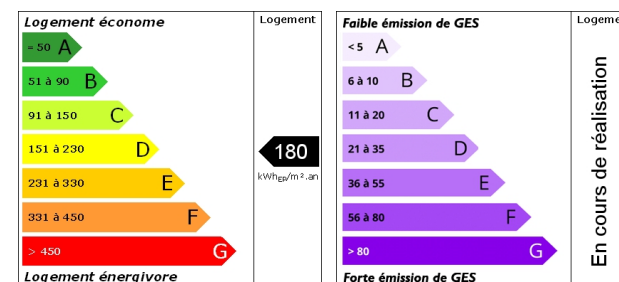 Logement économe
Logement
= 50 A
51 à 90 B
91 à 150 C
151 à 230 D
180
kWhEP/m².an
231 à 330 E
331 à 450 F
> 450 G
Logement énergivore
Faible émission de GES
Logeme
< 5 A
6 à 10 B
11 à 20 C
21 à 35 D
36 à 55 E
56 à 80 F
> 80 G
Forte émission de GES
En cours de réalisation